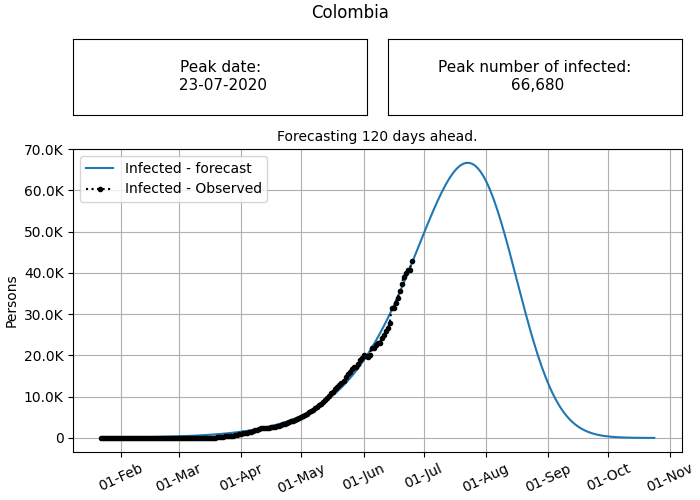 Colombia
Peak date:
23-07-2020
Peak number of infected:
66,680
Forecasting 120 days ahead.
70.0K
60.0K
50.0K
40.0K
30.0K
20.0K
10.0K
0
Persons
Infected - forecast
Infected - Observed
01-Feb
01-Mar
01-Apr
01-May
01-Jun
01-Jul
01-Aug
01-Sep
01-Oct
01-Nov